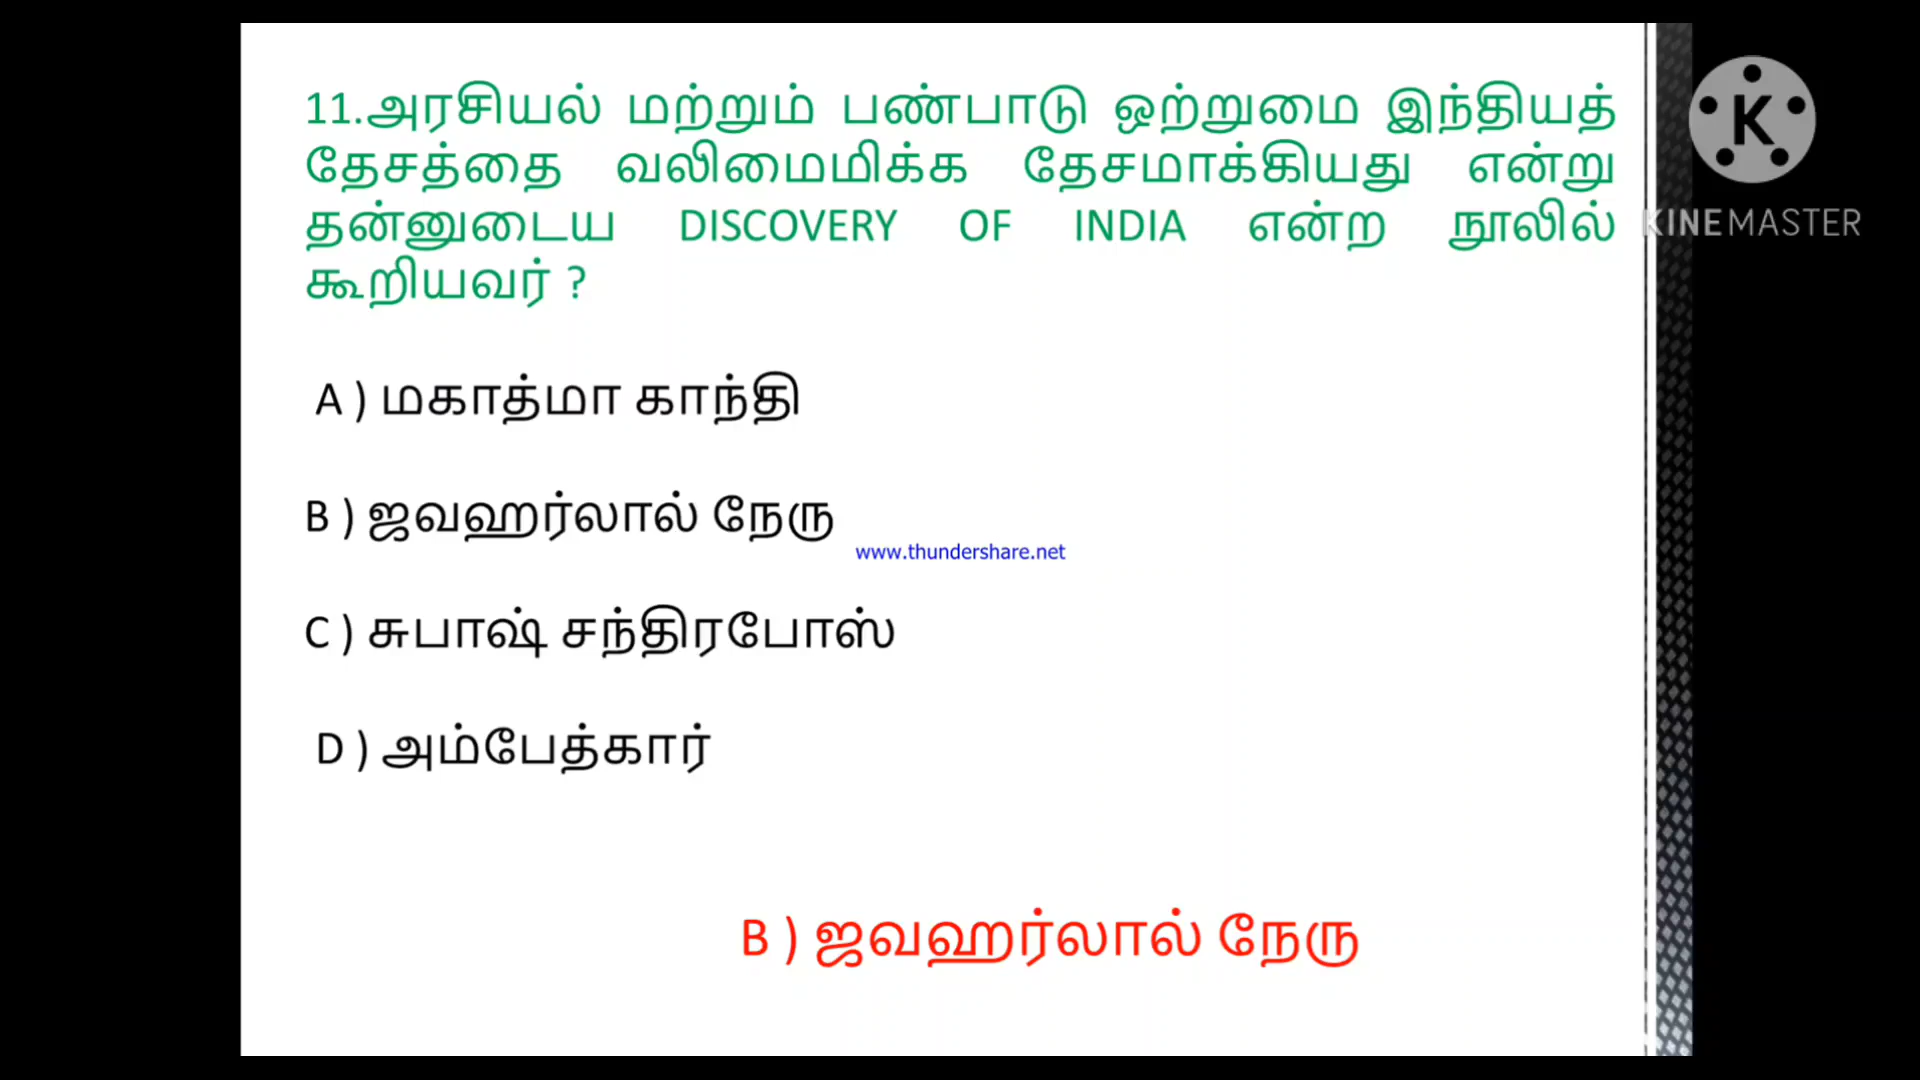 11.அரசியல் மற்றும் பண்பாடு ஒற்றுமை இந்தியத்
தேசத்தை வலிமைமிக்க தேசமாக்கியது என்று
தன்னுடைய DISCOVERY OF INDIA என்ற நூலில்
கூறியவர் ?
A ) மகாத்மா காந்தி
B ) ஜவஹர்லால் நேரு
www.thundershare.net
C ) சுபாஷ் சந்திரபோஸ்
D ) அம்பேத்கார்
B ) ஜவஹர்லால் நேரு
K
KINEMASTER